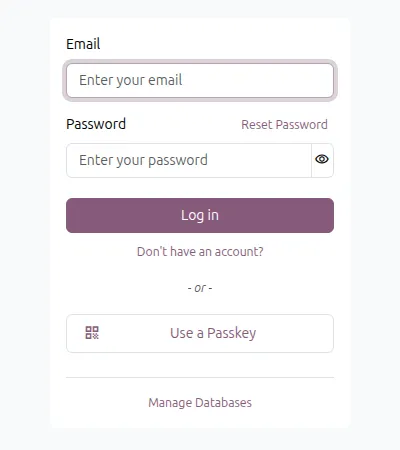 Email
Enter your email
Password Reset Password
Enter your password
Log in
Don't have an account?
- or -
Use a Passkey
Manage Databases